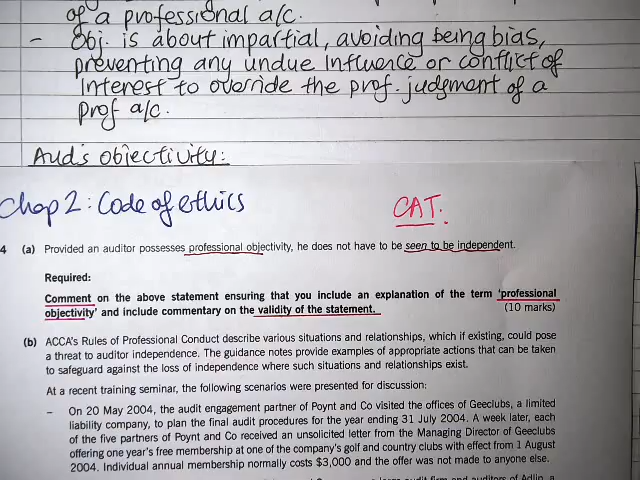 of a professional a/c.
- Obj. is about impartial, avoiding being bias,
preventing any undue influence or conflict of
interest to override the prof. judgment of a
prof a/c.
Aud's objectivity:
Chap 2: Code of ethics
CAT.
4 (a) Provided an auditor possesses professional objectivity, he does not have to be seen to be independent.
Required:
Comment on the above statement ensuring that you include an explanation of the term 'professional
objectivity' and include commentary on the validity of the statement. (10 marks)
(b) ACCA's Rules of Professional Conduct describe various situations and relationships, which if existing, could pose
a threat to auditor independence. The guidance notes provide examples of appropriate actions that can be taken
to safeguard against the loss of independence where such situations and relationships exist.
At a recent training seminar, the following scenarios were presented for discussion:
– On 20 May 2004, the audit engagement partner of Poynt and Co visited the offices of Geeclubs, a limited
liability company, to plan the final audit procedures for the year ending 31 July 2004. A week later, each
of the five partners of Poynt and Co received an unsolicited letter from the Managing Director of Geeclubs
offering one year's free membership at one of the company's golf and country clubs with effect from 1 August
2004. Individual annual membership normally costs $3,000 and the offer was not made to anyone else.